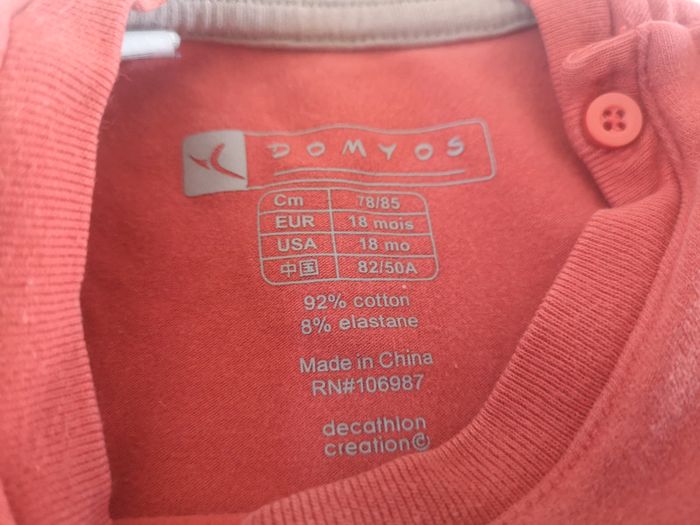 DOMYOS
Cm 78/85
EUR 18 mois
USA 18 mo
中国 82/50A
92% cotton
8% elastane
Made in China
RN#106987
decathlon
creation©